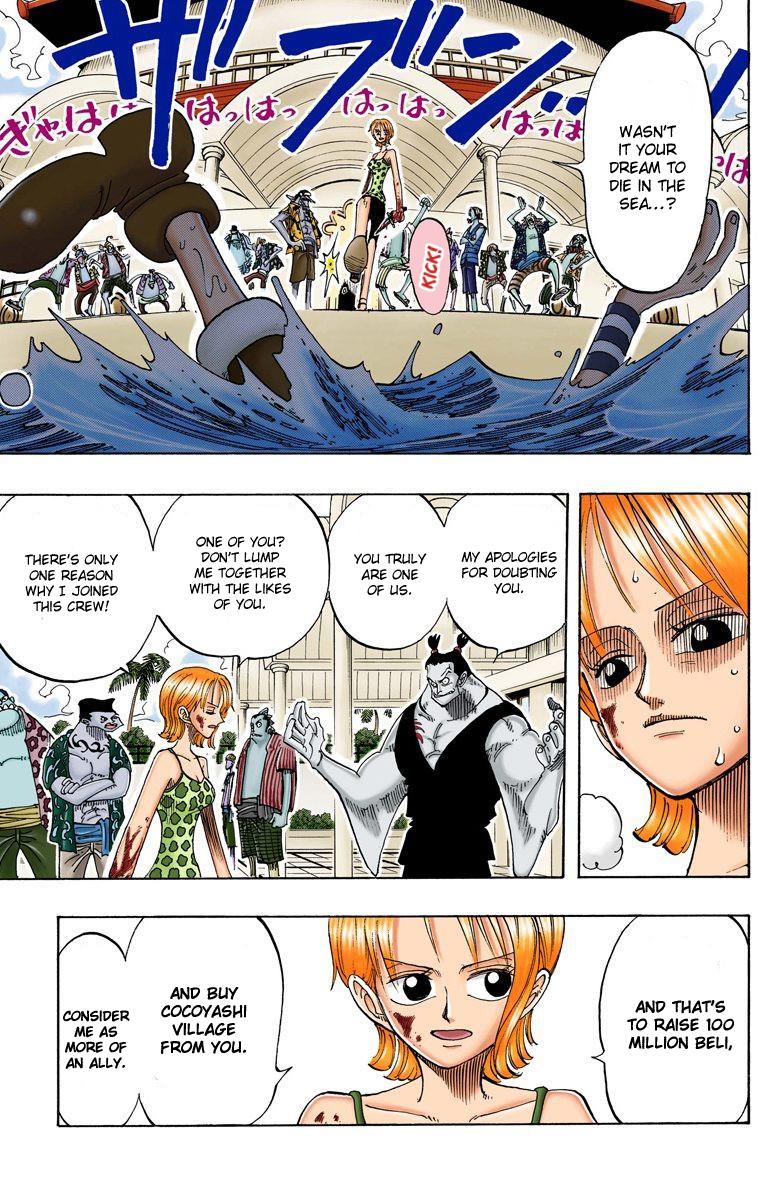 WASN'T
IT YOUR
DREAM TO
DIE IN THE
SEA...?
ザブンッ
ぎゃっはは
はっはっ
はっはっ
はっは
KICK!
MY APOLOGIES
FOR DOUBTING
YOU.
YOU TRULY
ARE ONE
OF US.
ONE OF YOU?
DON'T LUMP
ME TOGETHER
WITH THE LIKES
OF YOU.
THERE'S ONLY
ONE REASON
WHY I JOINED
THIS CREW!
AND THAT'S
TO RAISE 100
MILLION BELI,
AND BUY
COCOYASHI
VILLAGE
FROM YOU.
CONSIDER
ME AS
MORE OF
AN ALLY.